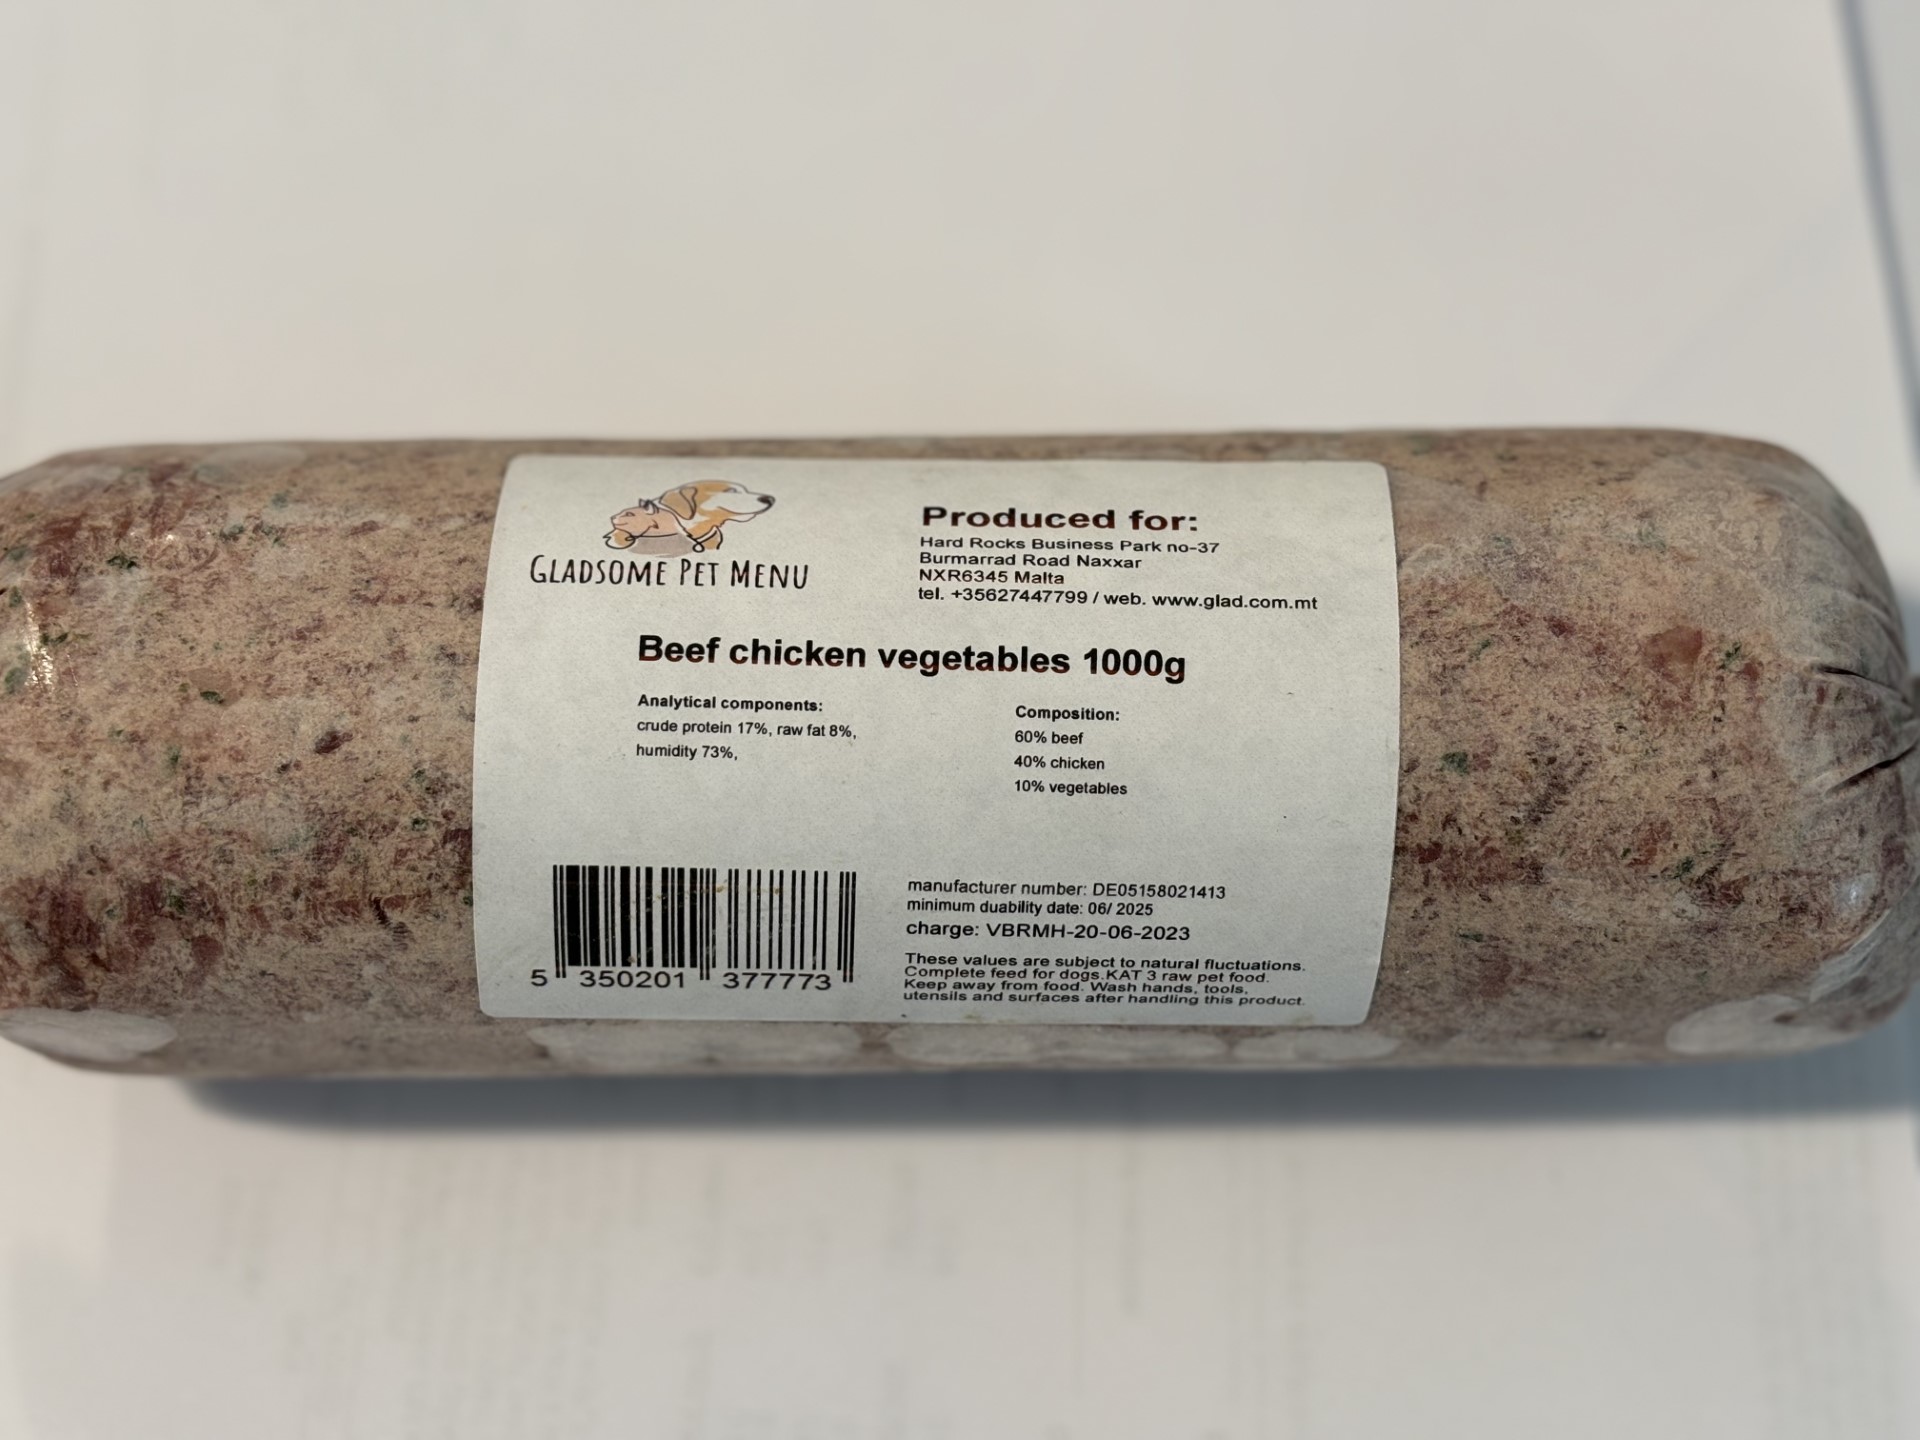 GLADSOME PET MENU
Produced for:
Hard Rocks Business Park no-37
Burmarrad Road Naxxar
NXR6345 Malta
tel. +35627447799 / web. www.glad.com.mt
Beef chicken vegetables 1000g
Analytical components:
crude protein 17%, raw fat 8%,
humidity 73%,
Composition:
60% beef
40% chicken
10% vegetables
5 350201 377773
manufacturer number: DE05158021413
minimum duability date: 06/ 2025
charge: VBRMH-20-06-2023
These values are subject to natural fluctuations.
Complete feed for dogs.KAT 3 raw pet food.
Keep away from food. Wash hands, tools,
utensils and surfaces after handling this product.